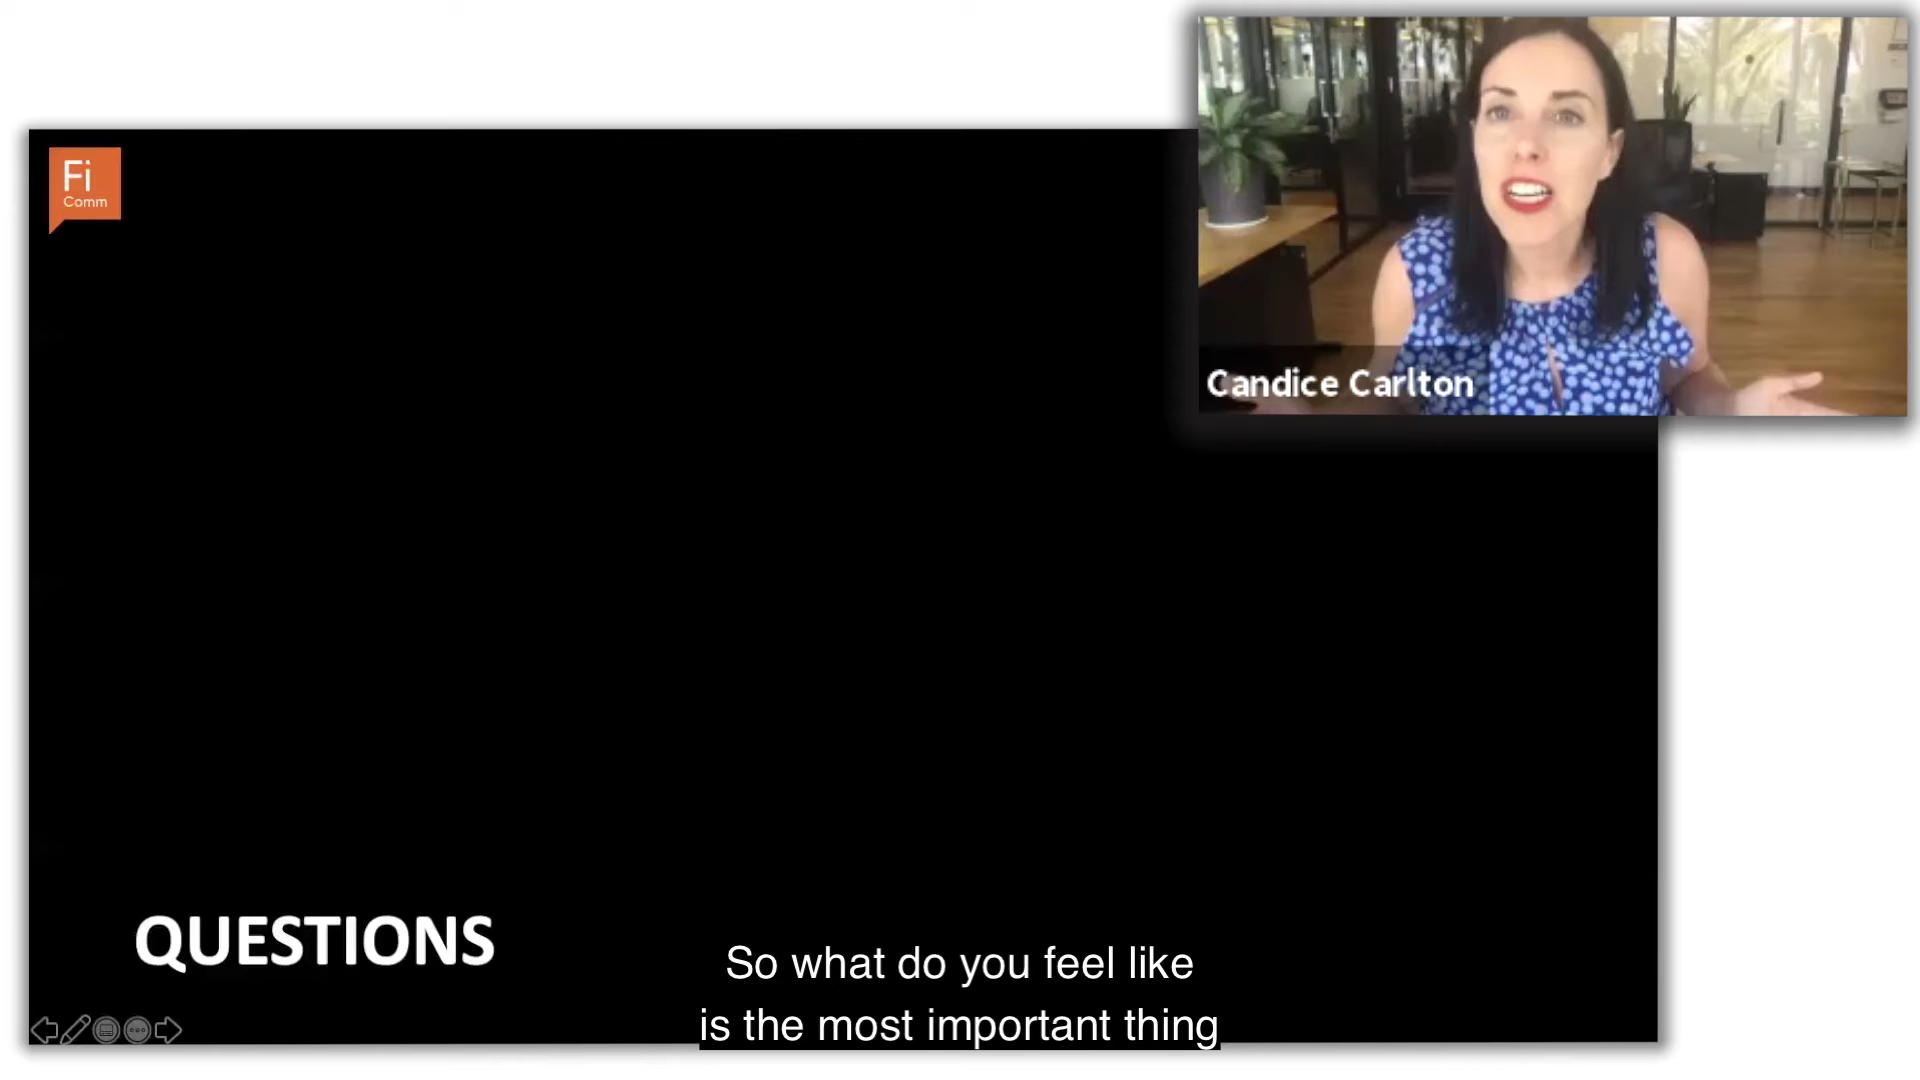 Fi
Comm
Candice Carlton
QUESTIONS
So what do you feel like
is the most important thing